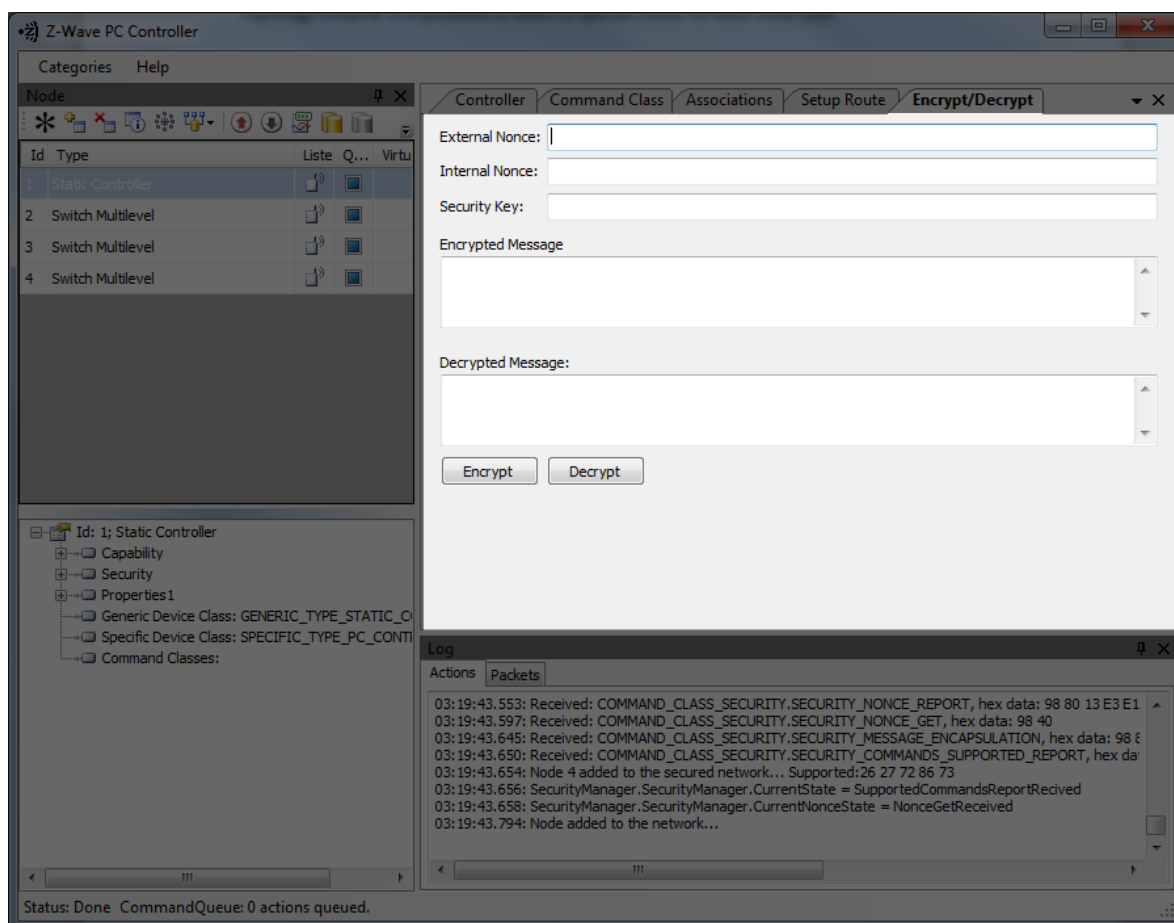 Z-Wave PC Controller
Categories Help
Node
Id Type Liste Q... Virtu
1 Static Controller
2 Switch Multilevel
3 Switch Multilevel
4 Switch Multilevel
Id: 1; Static Controller
Capability
Security
Properties1
Generic Device Class: GENERIC_TYPE_STATIC_C
Specific Device Class: SPECIFIC_TYPE_PC_CONT
Command Classes:
Controller Command Class Associations Setup Route Encrypt/Decrypt
External Nonce:
Internal Nonce:
Security Key:
Encrypted Message
Decrypted Message:
Encrypt Decrypt
Log
Actions Packets
03:19:43.553: Received: COMMAND_CLASS_SECURITY.SECURITY_NONCE_REPORT, hex data: 98 80 13 E3 E1
03:19:43.597: Received: COMMAND_CLASS_SECURITY.SECURITY_NONCE_GET, hex data: 98 40
03:19:43.645: Received: COMMAND_CLASS_SECURITY.SECURITY_MESSAGE_ENCAPSULATION, hex data: 98
03:19:43.650: Received: COMMAND_CLASS_SECURITY.SECURITY_COMMANDS_SUPPORTED_REPORT, hex da
03:19:43.654: Node 4 added to the secured network... Supported:26 27 72 86 73
03:19:43.656: SecurityManager.SecurityManager.CurrentState = SupportedCommandsReportRecived
03:19:43.658: SecurityManager.SecurityManager.CurrentNonceState = NonceGetReceived
03:19:43.794: Node added to the network...
Status: Done CommandQueue: 0 actions queued.